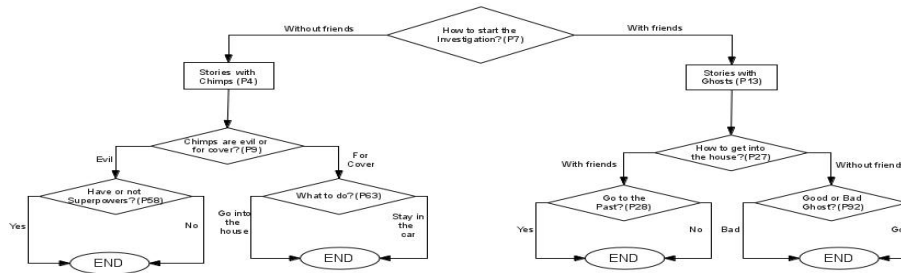 How to start the
Investigation?(P7)
Without friends
With friends
Stories with
Chimps (P4)
Stories with
Ghosts (P13)
Chimps are evil or
for cover?(P9)
How to get into
the house?(P27)
Evil
For
Cover
With friends
Without friend
Have or not
Superpowers?(P58)
What to do?(P63)
Go to the
Past?(P28)
Good or Bad
Ghost?(P92)
Yes
No
Go into
the
house
Stay in
the
car
Yes
No
Bad
Go
END
END
END
END